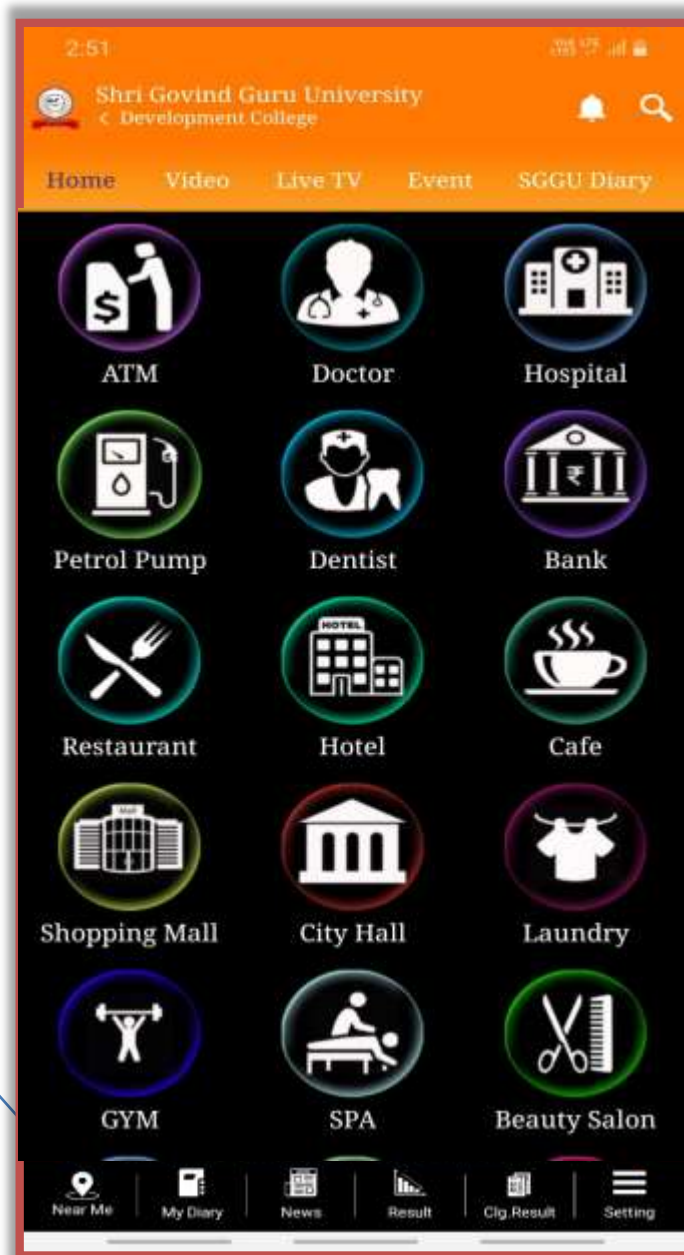 2:51
Shri Govind Guru University
< Development College
Home Video Live TV Event SGGU Diary
$
ATM Doctor Hospital
₹
Petrol Pump Dentist Bank
HOTEL
Restaurant Hotel Cafe
Mall
Shopping Mall City Hall Laundry
GYM SPA Beauty Salon
Near Me My Diary News Result Clg.Result Setting